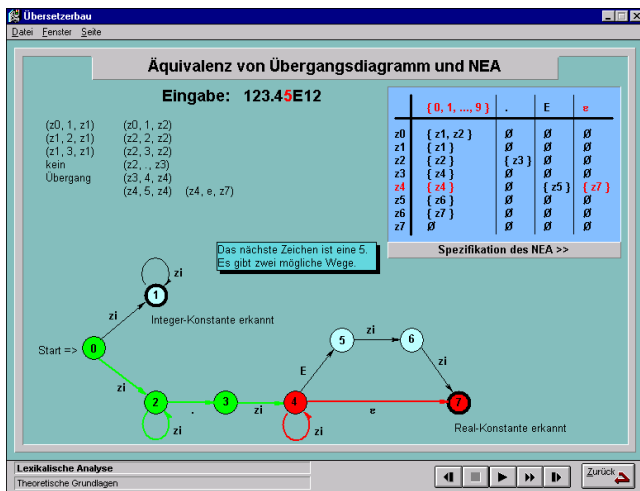 Übersetzerbau
Datei Fenster Seite
Äquivalenz von Übergangsdiagramm und NEA
Eingabe: 123.45E12
{ 0, 1, ..., 9 } . E ε
z0 { z1, z2 } Ø Ø Ø
z1 { z1 } Ø Ø Ø
z2 { z2 } { z3 } Ø Ø
z3 { z4 } Ø Ø Ø
z4 { z4 } Ø { z5 } { z7 }
z5 { z6 } Ø Ø Ø
z6 { z7 } Ø Ø Ø
z7 Ø Ø Ø Ø
Spezifikation des NEA >>
(z0, 1, z1) (z0, 1, z2)
(z1, 2, z1) (z2, 2, z2)
(z1, 3, z1) (z2, 3, z2)
kein (z2, ., z3)
Übergang (z3, 4, z4)
(z4, 5, z4) (z4, e, z7)
Das nächste Zeichen ist eine 5.
Es gibt zwei mögliche Wege.
zi
1
zi
Integer-Konstante erkannt
Start => 0
zi
5
zi
6
E
zi
2
.
3
zi
4
ε
7
zi
zi
Real-Konstante erkannt
Lexikalische Analyse
Theoretische Grundlagen
Zurück